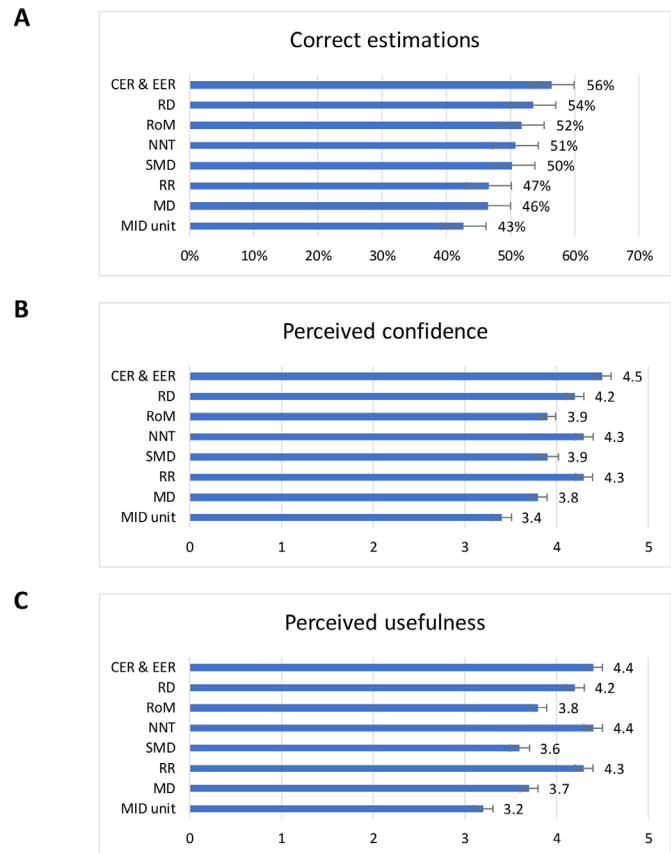 A
Correct estimations
CER & EER 56%
RD 54%
RoM 52%
NNT 51%
SMD 50%
RR 47%
MD 46%
MID unit 43%
0% 10% 20% 30% 40% 50% 60% 70%
B
Perceived confidence
CER & EER 4.5
RD 4.2
RoM 3.9
NNT 4.3
SMD 3.9
RR 4.3
MD 3.8
MID unit 3.4
0 1 2 3 4 5
C
Perceived usefulness
CER & EER 4.4
RD 4.2
RoM 3.8
NNT 4.4
SMD 3.6
RR 4.3
MD 3.7
MID unit 3.2
0 1 2 3 4 5